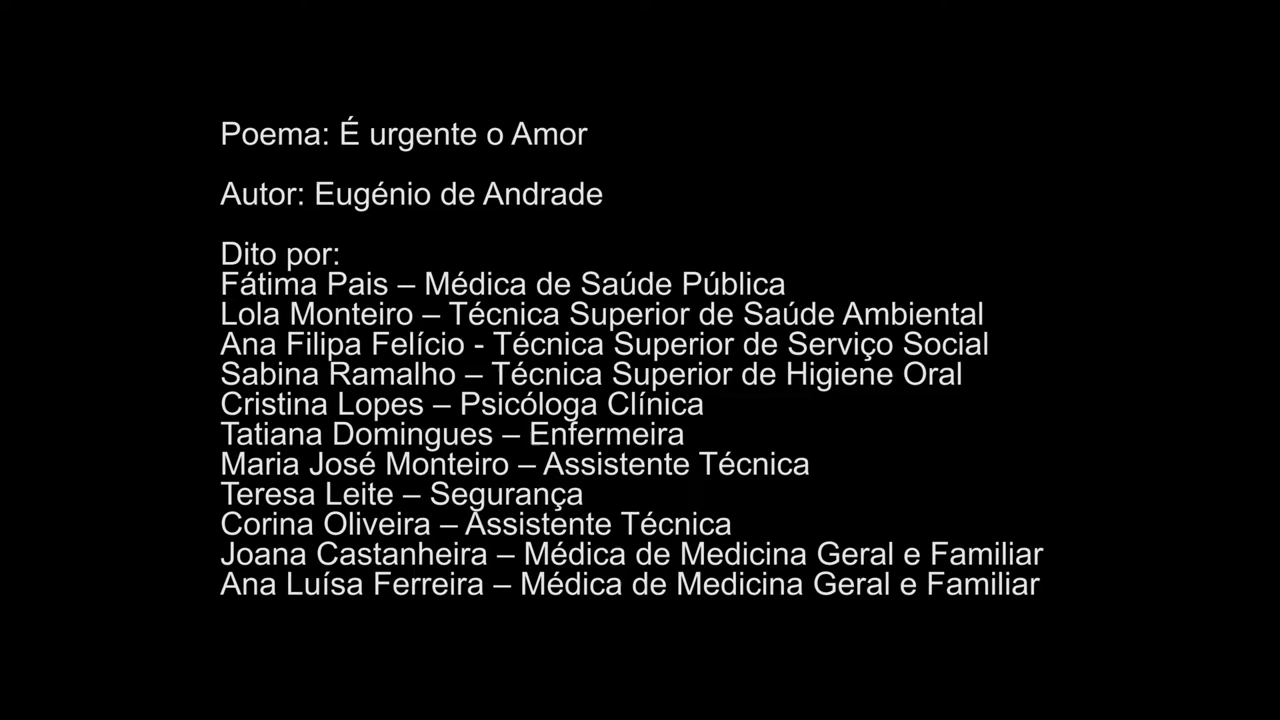 Poema: É urgente o Amor
Autor: Eugénio de Andrade
Dito por:
Fátima Pais – Médica de Saúde Pública
Lola Monteiro – Técnica Superior de Saúde Ambiental
Ana Filipa Felício - Técnica Superior de Serviço Social
Sabina Ramalho – Técnica Superior de Higiene Oral
Cristina Lopes – Psicóloga Clínica
Tatiana Domingues – Enfermeira
Maria José Monteiro – Assistente Técnica
Teresa Leite – Segurança
Corina Oliveira – Assistente Técnica
Joana Castanheira – Médica de Medicina Geral e Familiar
Ana Luísa Ferreira – Médica de Medicina Geral e Familiar